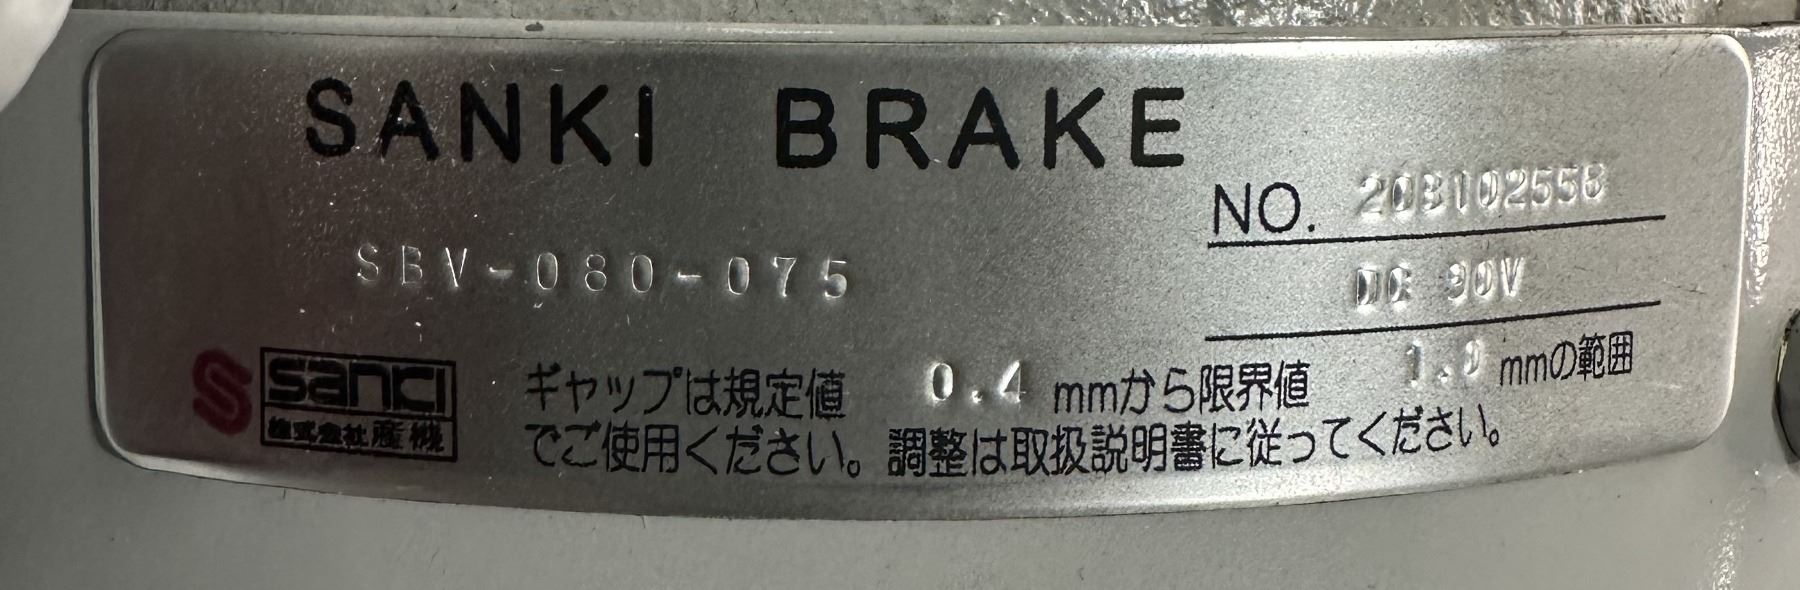 SANKI BRAKE
NO. 20B102556
SBV-080-075
DC 90V
sanki
株式会社 産機
ギャップは規定値 0.4 mmから限界値 1.0 mmの範囲
でご使用ください。調整は取扱説明書に従ってください。